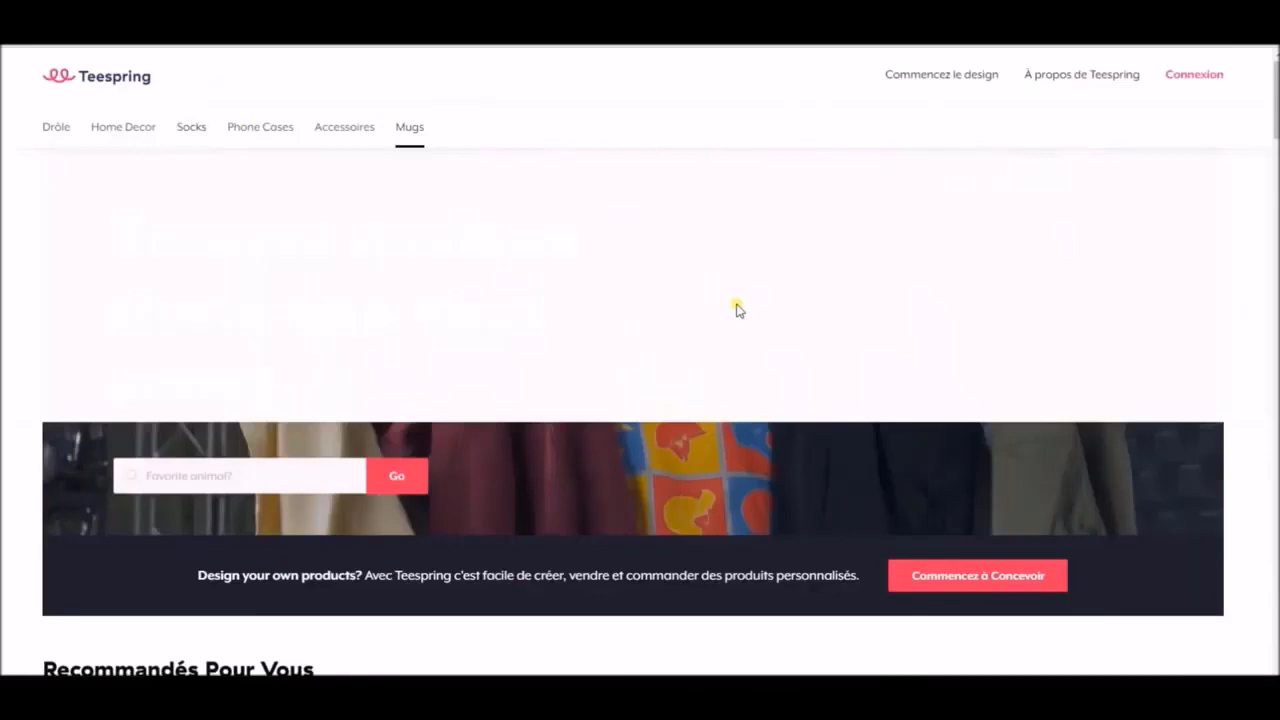 Teespring
Commencez le design
À propos de Teespring
Connexion
Drôle
Home Decor
Socks
Phone Cases
Accessoires
Mugs
Favorite animal?
Go
Design your own products? Avec Teespring c'est facile de créer, vendre et commander des produits personnalisés.
Commencez à Concevoir
Recommandés Pour Vous